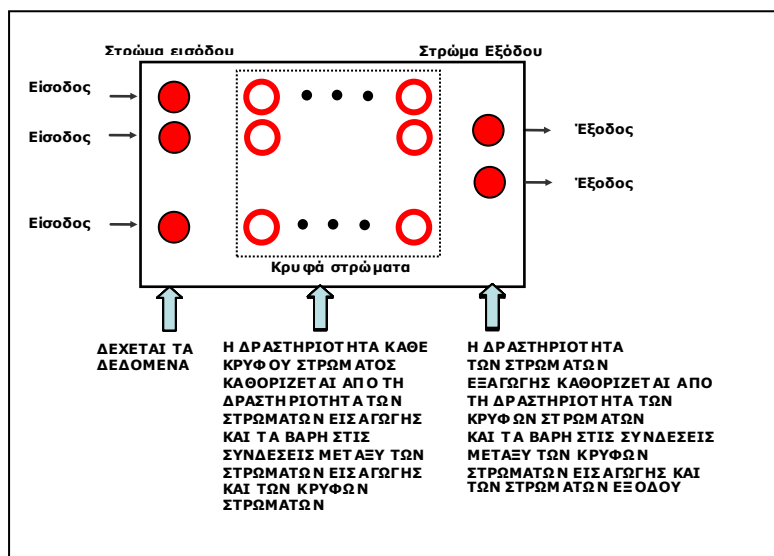 Στρώμα εισόδου
Στρώμα Εξόδου
Είσοδος
Είσοδος
Είσοδος
Έξοδος
Έξοδος
Κρυφά στρώματα
ΔΕΧΕΤΑΙ ΤΑ
ΔΕΔΟΜΕΝΑ
Η ΔΡΑΣΤΗΡΙΟΤΗΤΑ ΚΑΘΕ
ΚΡΥΦΟΥ ΣΤΡΩΜΑΤΟΣ
ΚΑΘΟΡΙΖΕΤΑΙ ΑΠΟ ΤΗ
ΔΡΑΣΤΗΡΙΟΤΗΤΑ ΤΩΝ
ΣΤΡΩΜΑΤΩΝ ΕΙΣΑΓΩΓΗΣ
ΚΑΙ ΤΑ ΒΑΡΗ ΣΤΙΣ
ΣΥΝΔΕΣΕΙΣ ΜΕΤΑΞΥ ΤΩΝ
ΣΤΡΩΜΑΤΩΝ ΕΙΣΑΓΩΓΗΣ
ΚΑΙ ΤΩΝ ΚΡΥΦΩΝ
ΣΤΡΩΜΑΤΩΝ
Η ΔΡΑΣΤΗΡΙΟΤΗΤΑ
ΤΩΝ ΣΤΡΩΜΑΤΩΝ
ΕΞΑΓΩΓΗΣ ΚΑΘΟΡΙΖΕΤΑΙ ΑΠΟ
ΤΗ ΔΡΑΣΤΗΡΙΟΤΗΤΑ ΤΩΝ
ΚΡΥΦΩΝ ΣΤΡΩΜΑΤΩΝ
ΚΑΙ ΤΑ ΒΑΡΗ ΣΤΙΣ ΣΥΝΔΕΣΕΙΣ
ΜΕΤΑΞΥ ΤΩΝ ΚΡΥΦΩΝ
ΣΤΡΩΜΑΤΩΝ ΕΙΣΑΓΩΓΗΣ ΚΑΙ
ΤΩΝ ΣΤΡΩΜΑΤΩΝ ΕΞΟΔΟΥ